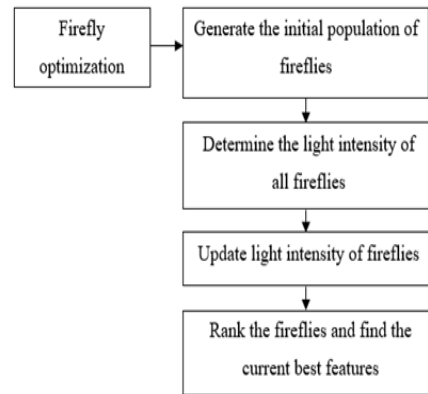 Firefly
optimization
Generate the initial population of
fireflies
Determine the light intensity of
all fireflies
Update light intensity of fireflies
Rank the fireflies and find the
current best features